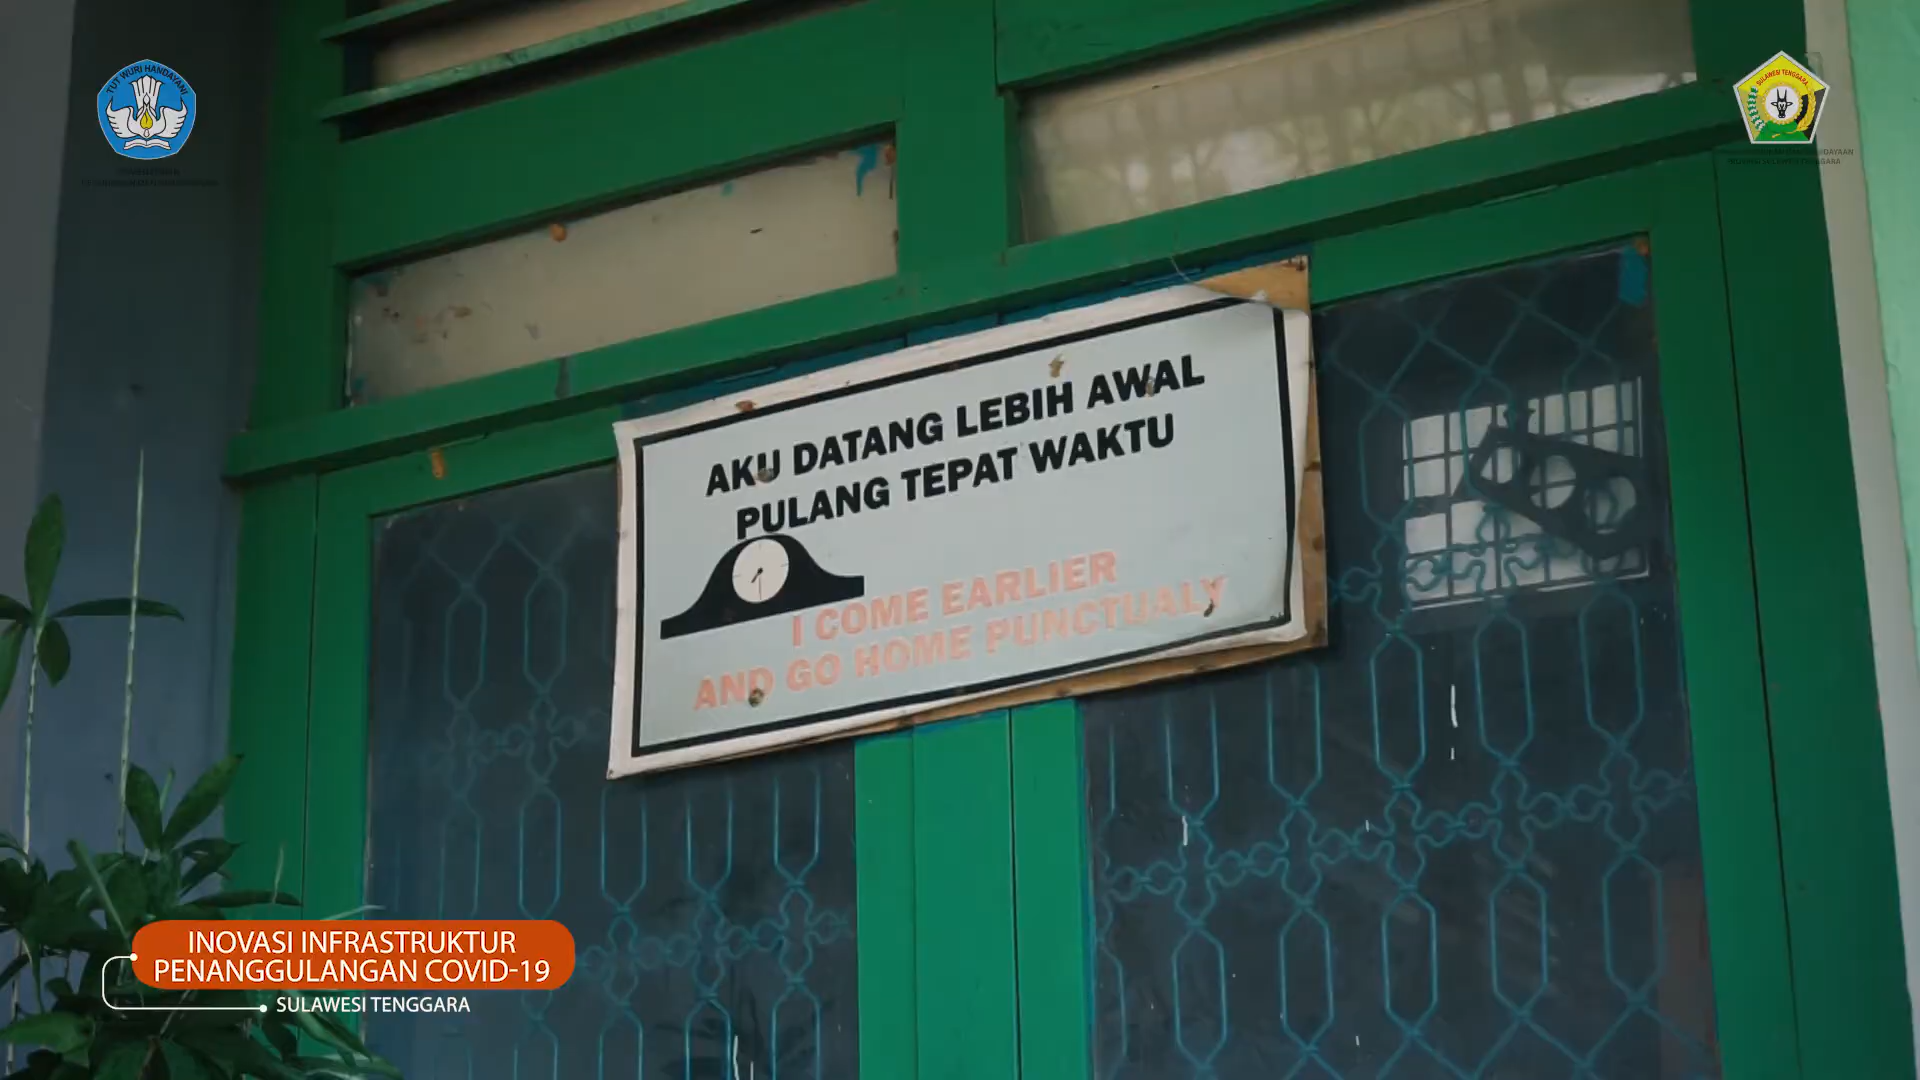 TUT WURI HANDAYANI
SULAWESI TENGGARA
AKU DATANG LEBIH AWAL
PULANG TEPAT WAKTU
I COME EARLIER
AND GO HOME PUNCTUALY
INOVASI INFRASTRUKTUR
PENANGGULANGAN COVID-19
SULAWESI TENGGARA